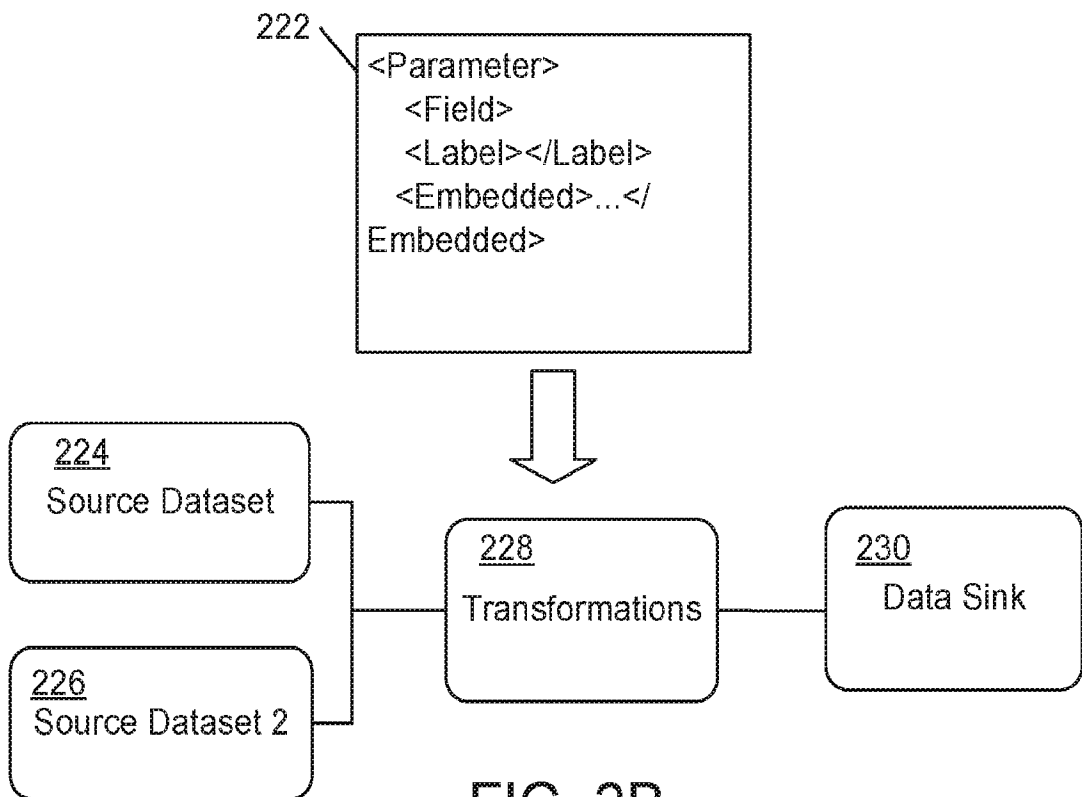 222
<Parameter>
<Field>
<Label></Label>
<Embedded>...</
Embedded>
224
Source Dataset
228
Transformations
230
Data Sink
226
Source Dataset 2